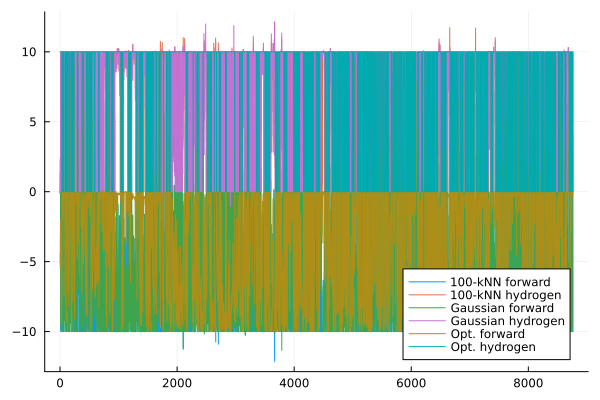 10
5
0
−5
−10
100-kNN forward
100-kNN hydrogen
Gaussian forward
Gaussian hydrogen
Opt. forward
Opt. hydrogen
0 2000 4000 6000 8000